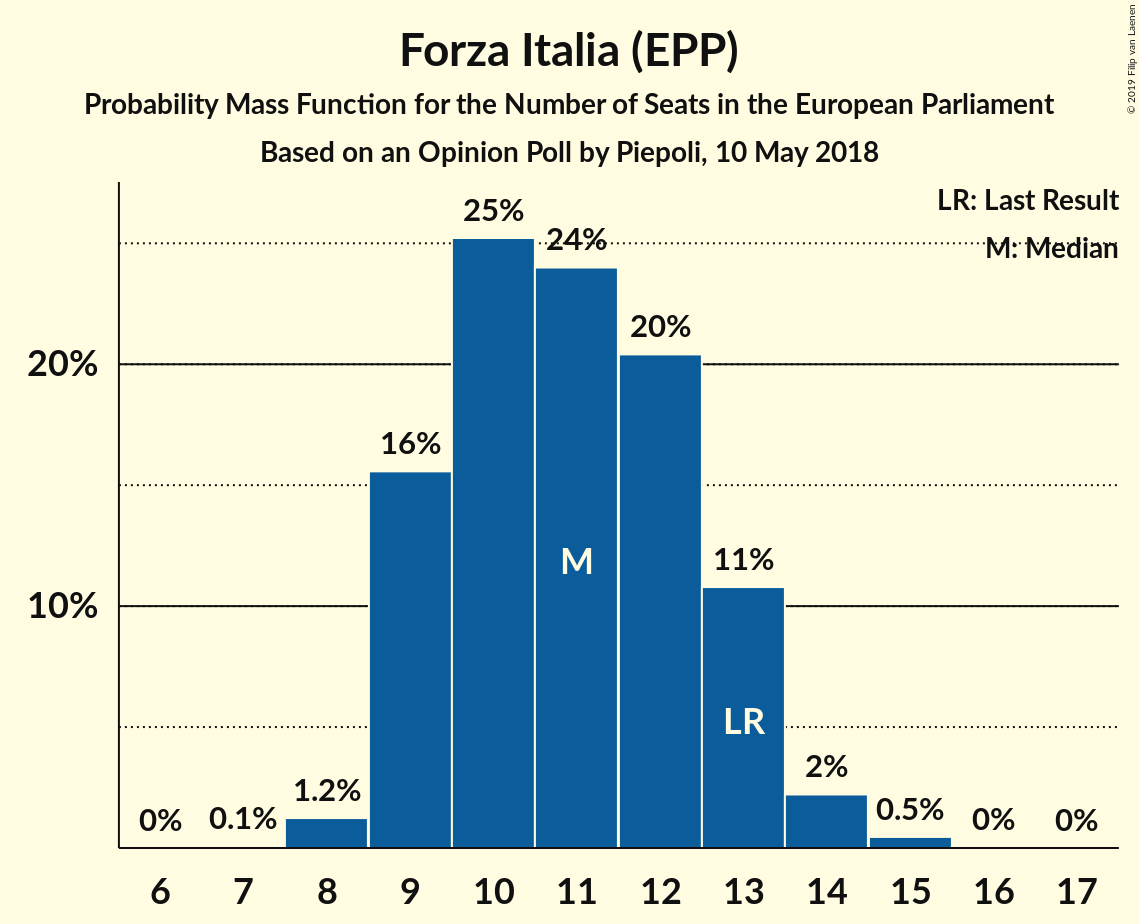 Forza Italia (EPP)
Probability Mass Function for the Number of Seats in the European Parliament
Based on an Opinion Poll by Piepoli, 10 May 2018
© 2019 Filip van Laenen
LR: Last Result
M: Median
25%
24%
20%
20%
16%
M
11%
10%
LR
2%
1.2%
0.5%
0%
0.1%
0%
0%
6 7 8 9 10 11 12 13 14 15 16 17